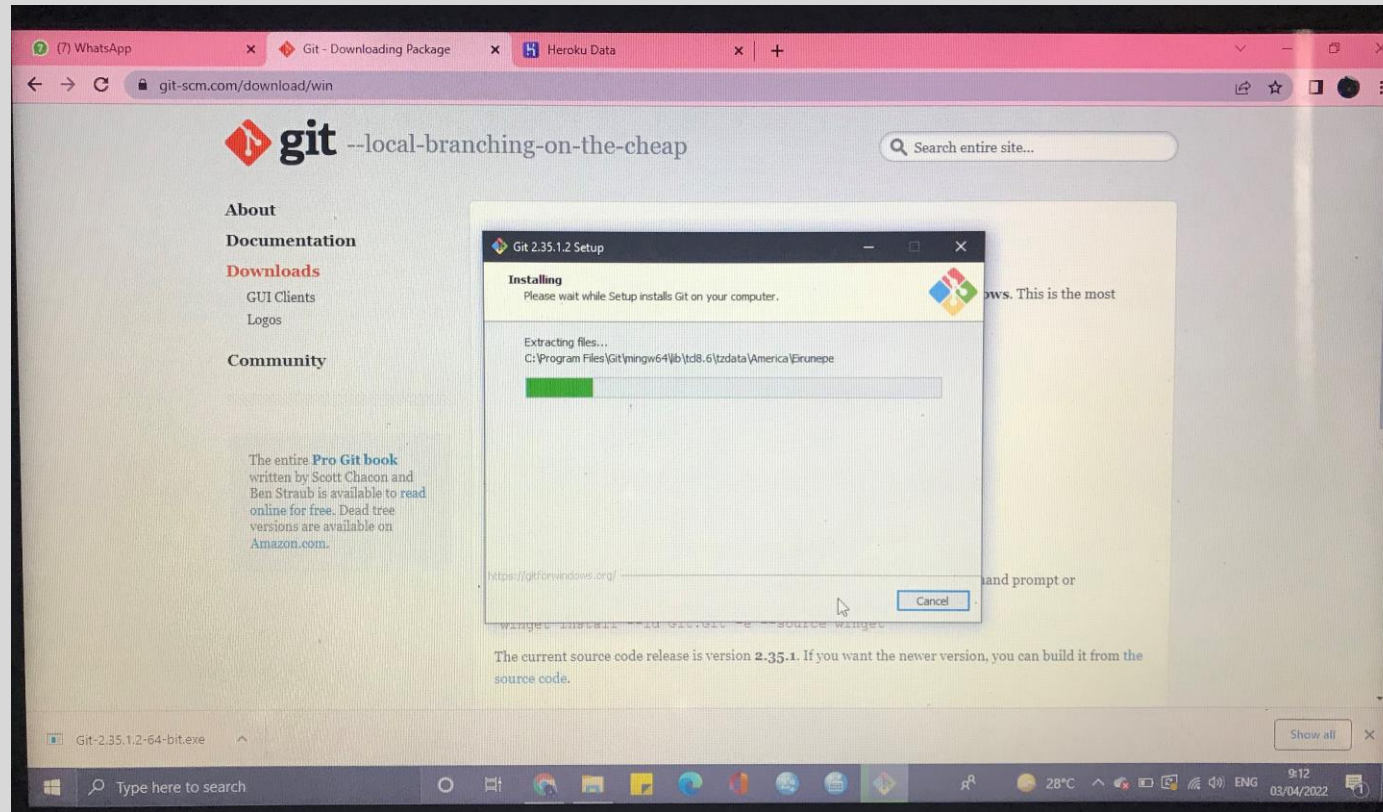 (7) WhatsApp
Git - Downloading Package
Heroku Data
git-scm.com/download/win
git --local-branching-on-the-cheap
Search entire site...
About
Documentation
Downloads
GUI Clients
Logos
Community
The entire Pro Git book
written by Scott Chacon and
Ben Straub is available to read
online for free. Dead tree
versions are available on
Amazon.com.
Git 2.35.1.2 Setup
Installing
Please wait while Setup installs Git on your computer.
Extracting files...
C:\Program Files\Git\mingw64\lib\tcl8.6\tzdata\America\Eirunepe
https://gitforwindows.org/
Cancel
ows. This is the most
and prompt or
winget install --id Git.Git -e --source winget
The current source code release is version 2.35.1. If you want the newer version, you can build it from the
source code.
Git-2.35.1.2-64-bit.exe
Show all
Type here to search
28°C
ENG
9:12
03/04/2022